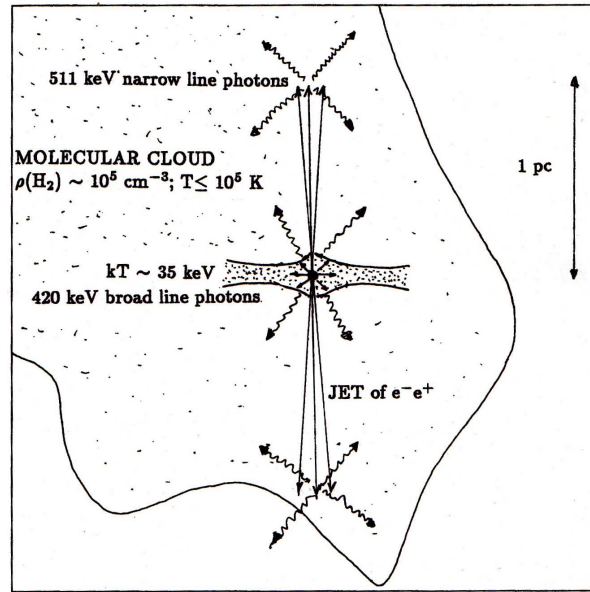 511 keV narrow line photons
MOLECULAR CLOUD
ρ(H₂) ~ 10⁵ cm⁻³; T≤ 10⁵ K
1 pc
kT ~ 35 keV
420 keV broad line photons
JET of e⁻e⁺